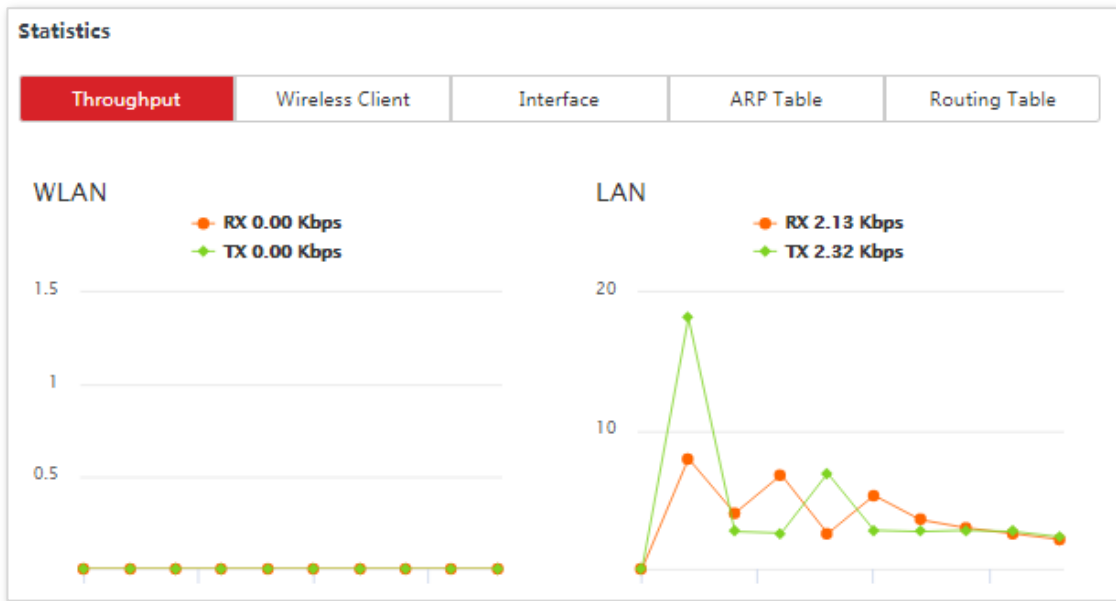 Statistics
Throughput Wireless Client Interface ARP Table Routing Table
WLAN
RX 0.00 Kbps
TX 0.00 Kbps
1.5
1
0.5
LAN
RX 2.13 Kbps
TX 2.32 Kbps
20
10